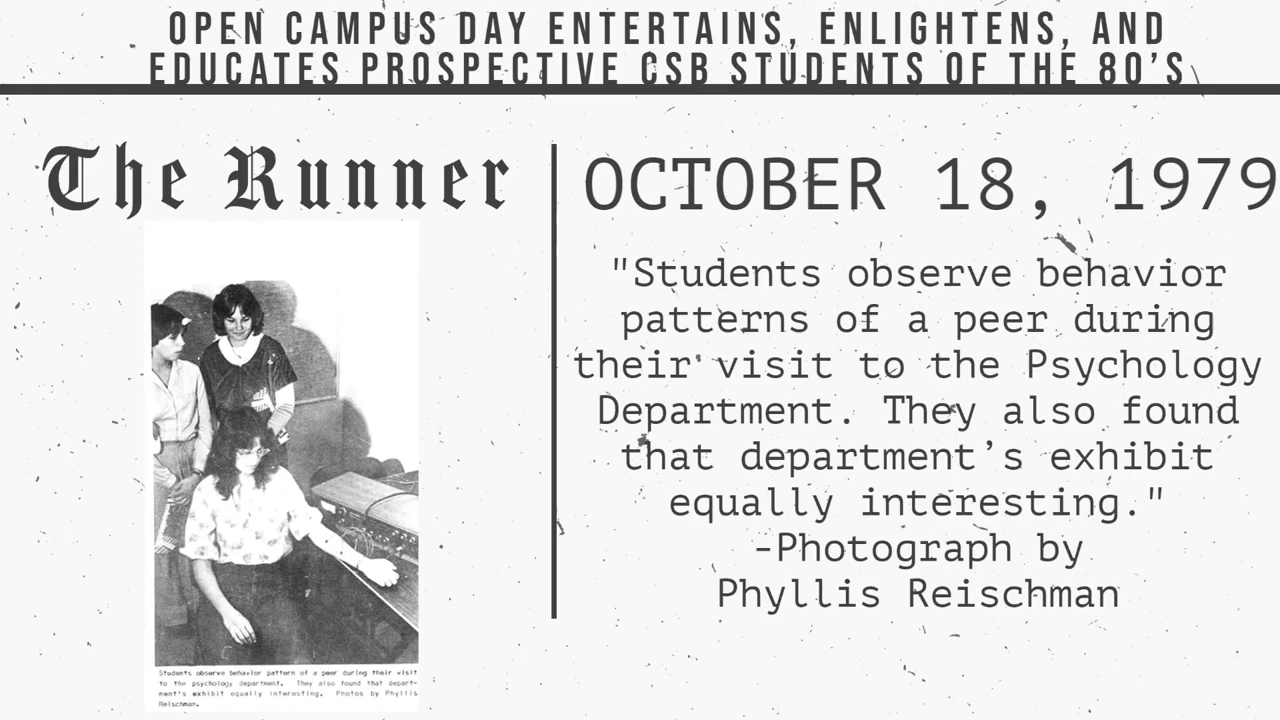 OPEN CAMPUS DAY ENTERTAINS, ENLIGHTENS, AND
EDUCATES PROSPECTIVE CSB STUDENTS OF THE 80’S
The Runner
OCTOBER 18, 1979
"Students observe behavior
patterns of a peer during
their visit to the Psychology
Department. They also found
that department’s exhibit
equally interesting."
-Photograph by
Phyllis Reischman
Students observe behavior pattern of a peer during their visit
to the psychology department. They also found that depart-
ment's exhibit equally interesting. Photos by Phyllis
Reischman.